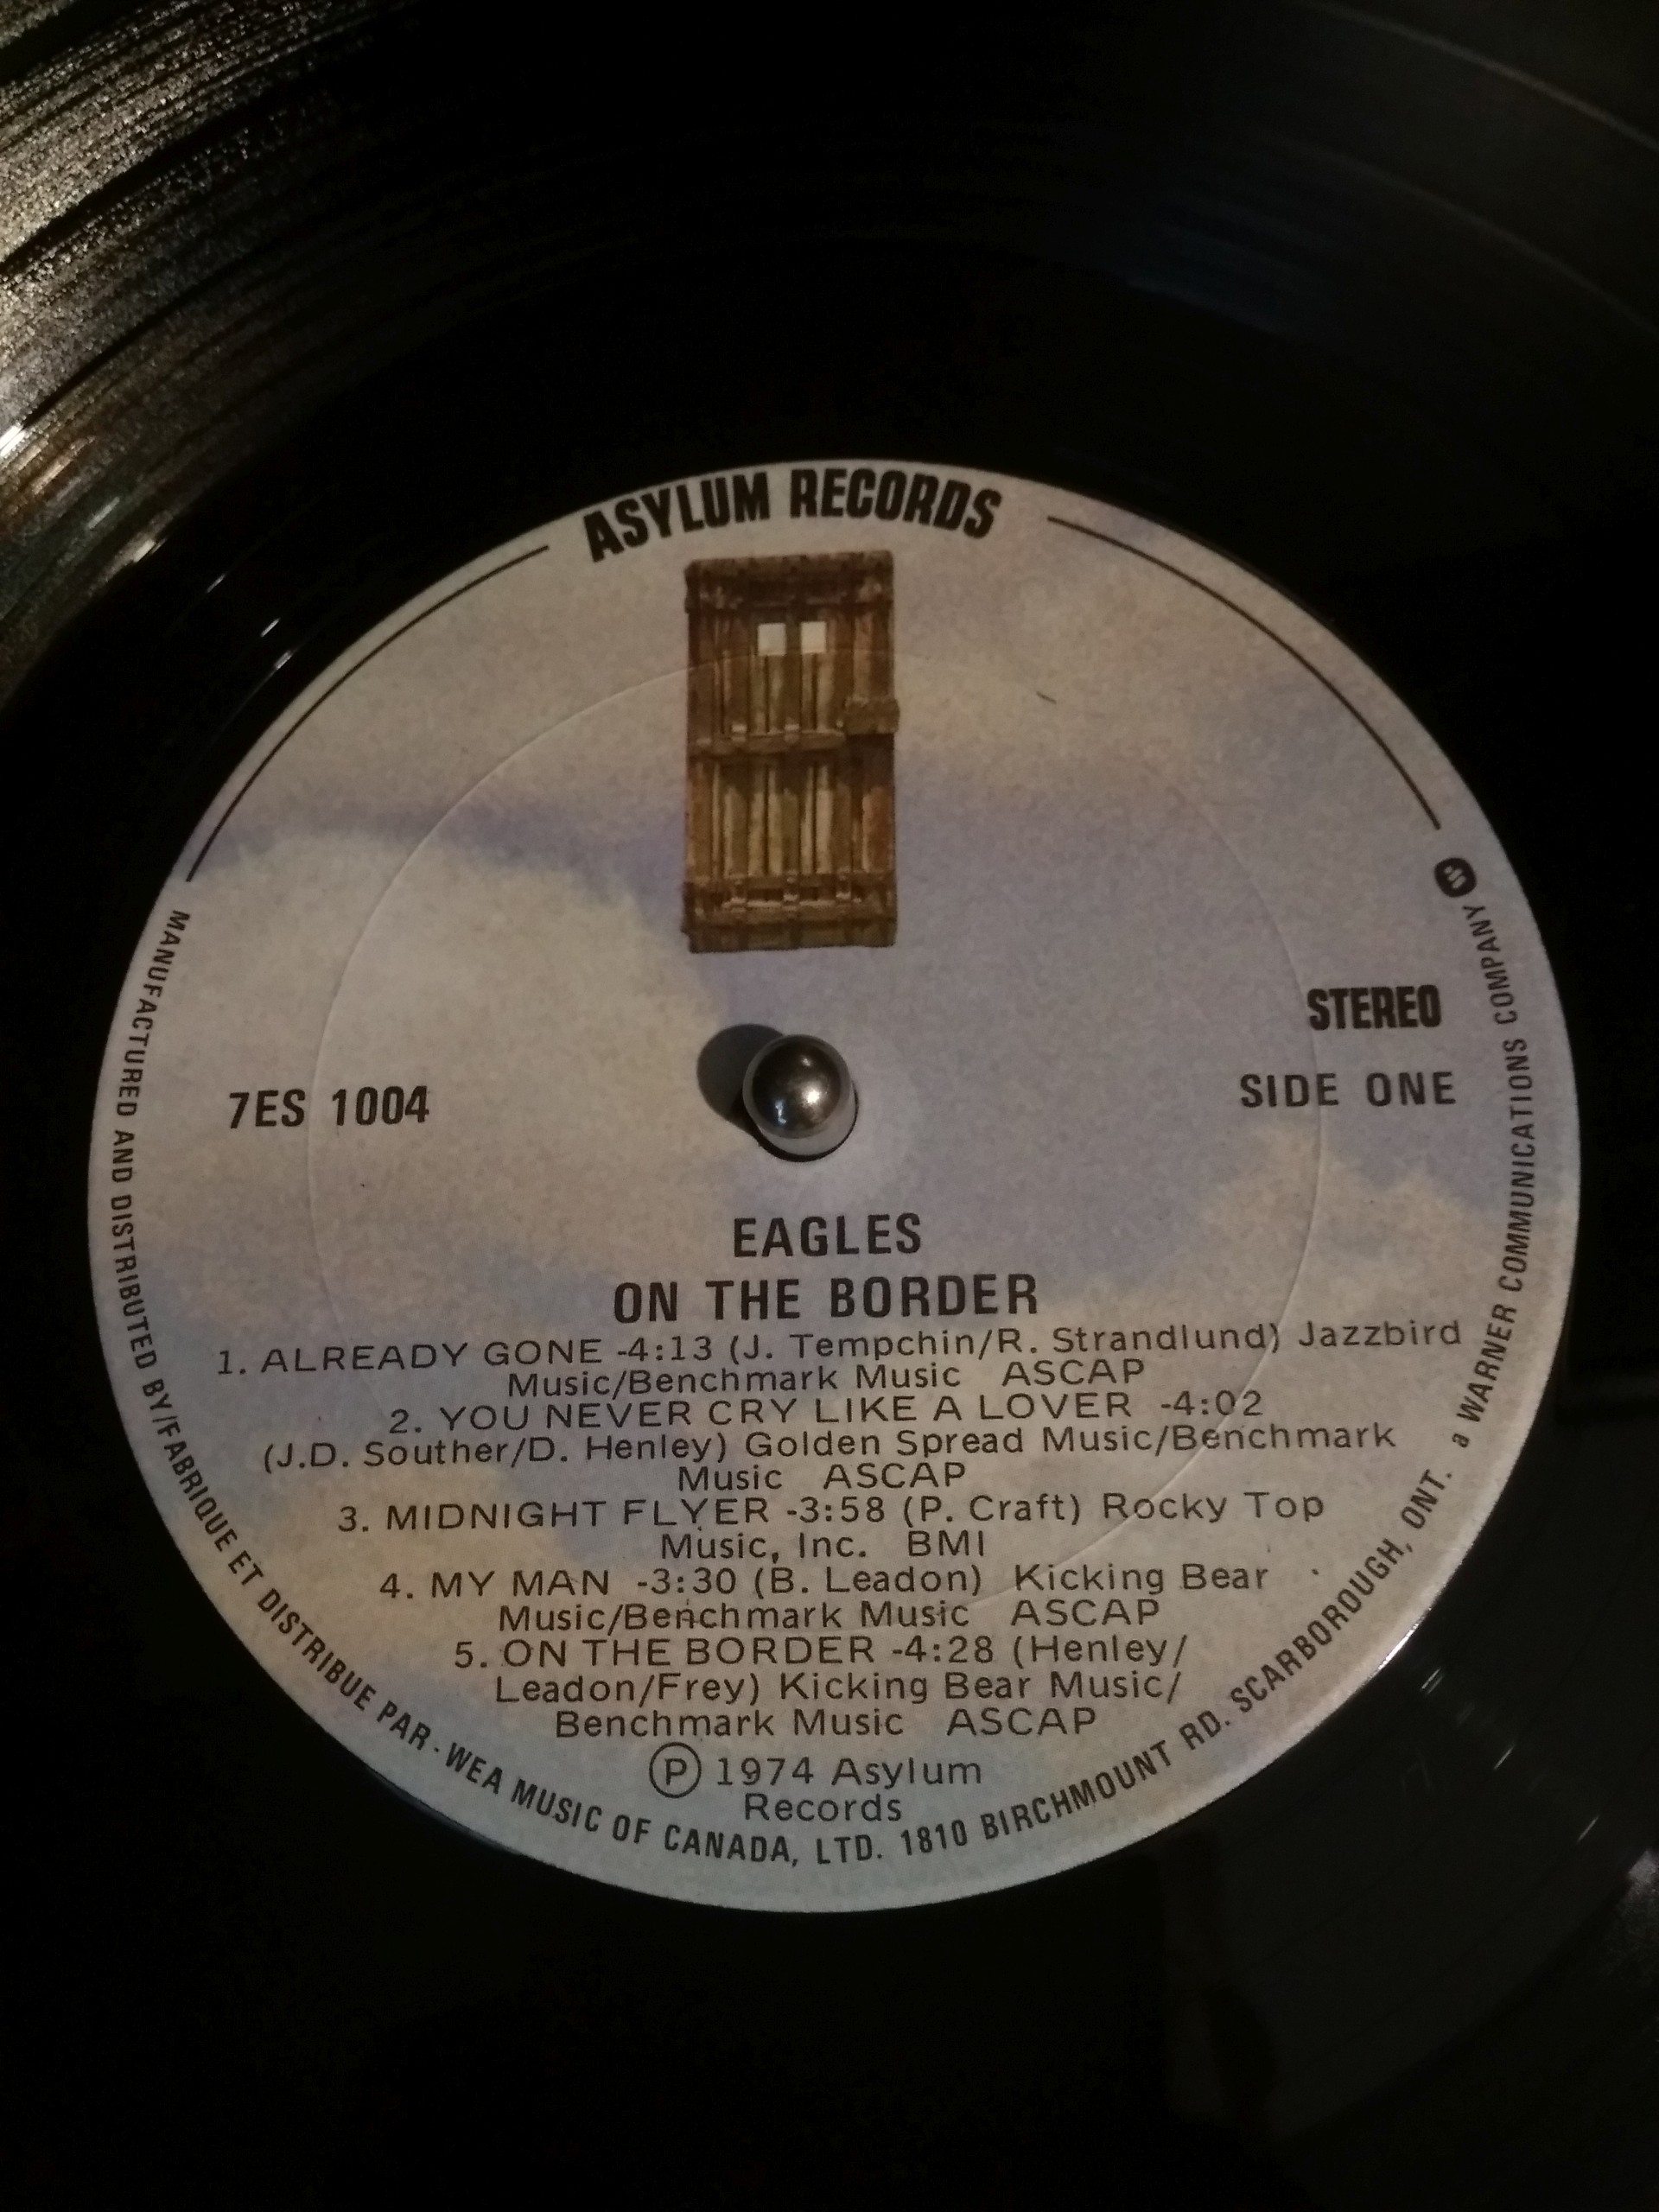 ASYLUM RECORDS
STEREO
7ES 1004
SIDE ONE
EAGLES
ON THE BORDER
1. ALREADY GONE -4:13 (J. Tempchin/R. Strandlund) Jazzbird
Music/Benchmark Music ASCAP
2. YOU NEVER CRY LIKE A LOVER -4:02
(J.D. Souther/D. Henley) Golden Spread Music/Benchmark
Music ASCAP
3. MIDNIGHT FLYER -3:58 (P. Craft) Rocky Top
Music, Inc. BMI
4. MY MAN -3:30 (B. Leadon) Kicking Bear
Music/Benchmark Music ASCAP
5. ON THE BORDER -4:28 (Henley/
Leadon/Frey) Kicking Bear Music/
Benchmark Music ASCAP
Ⓟ 1974 Asylum
Records
MANUFACTURED AND DISTRIBUTED BY/FABRIQUE ET DISTRIBUE PAR · WEA MUSIC OF CANADA, LTD. 1810 BIRCHMOUNT RD. SCARBOROUGH, ONT. a WARNER COMMUNICATIONS COMPANY